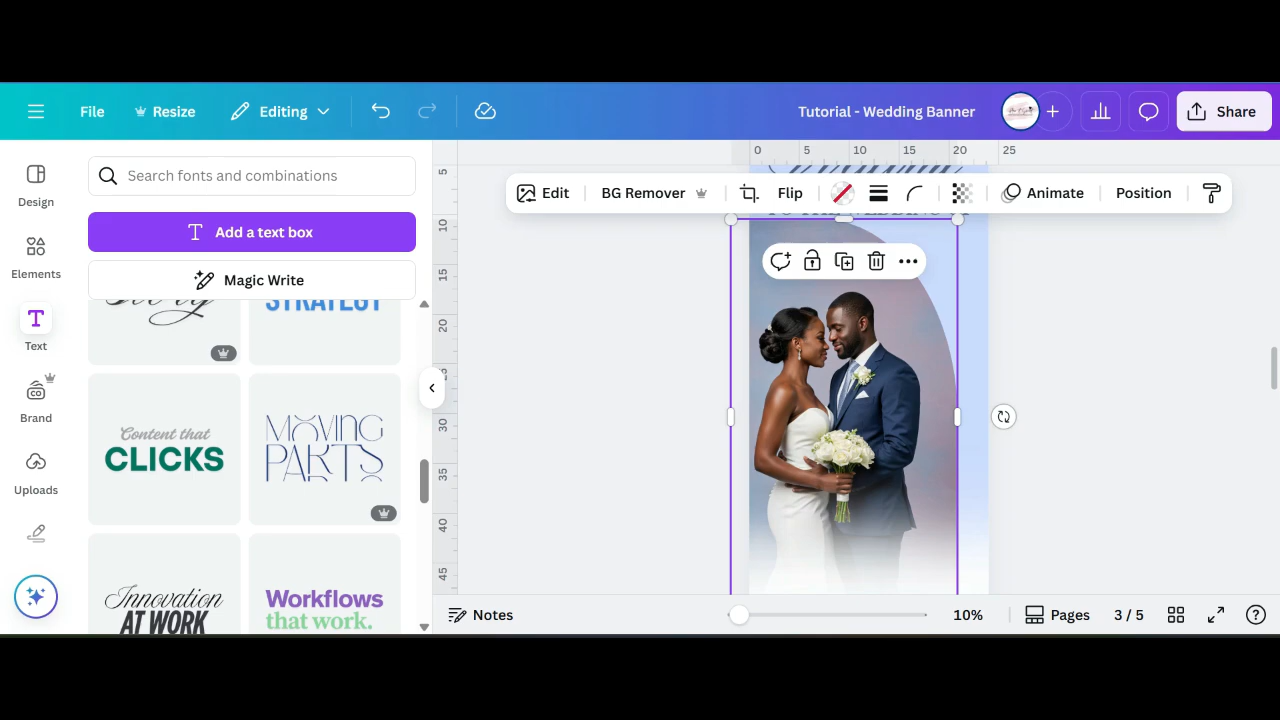 File
Resize
Editing
Tutorial - Wedding Banner
Share
0 5 10 15 20 25
Design
Search fonts and combinations
Edit
BG Remover
Flip
Animate
Position
Add a text box
Elements
Magic Write
STRATEGY
Text
Brand
Content that
CLICKS
MOVING
PARTS
Uploads
Innovation
AT WORK
Workflows
that work.
5
10
15
20
30
35
40
45
TO THE WEDDING
Notes
10%
Pages
3 / 5